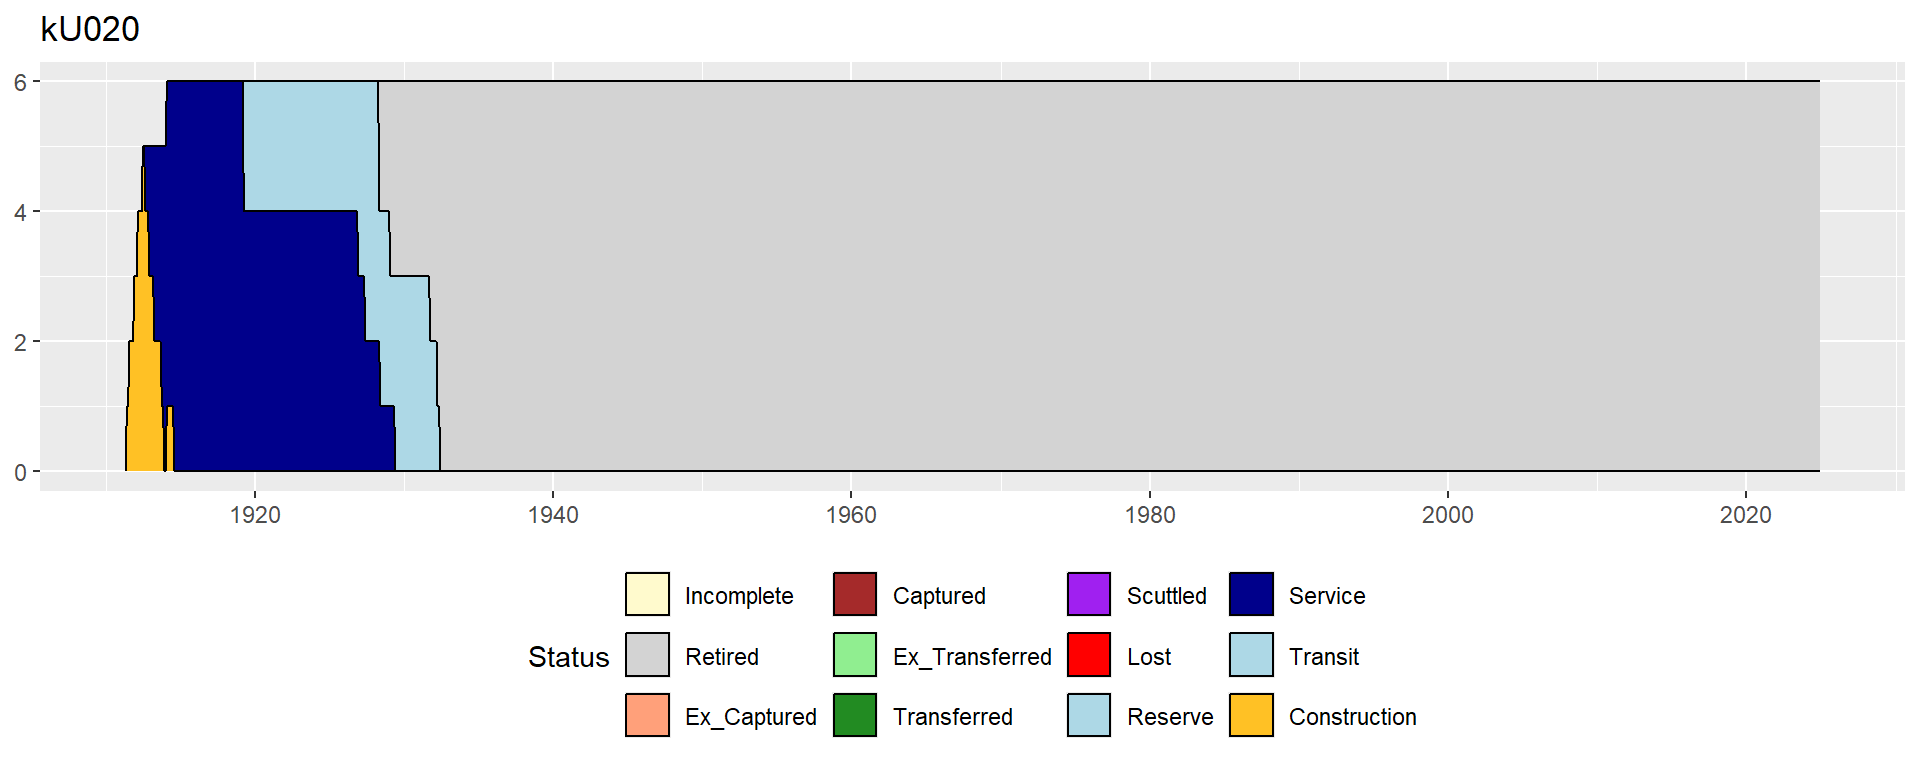 kU020
6
4
2
0
1920 1940 1960 1980 2000 2020
Incomplete Captured Scuttled Service
Status Retired Ex_Transferred Lost Transit
Ex_Captured Transferred Reserve Construction